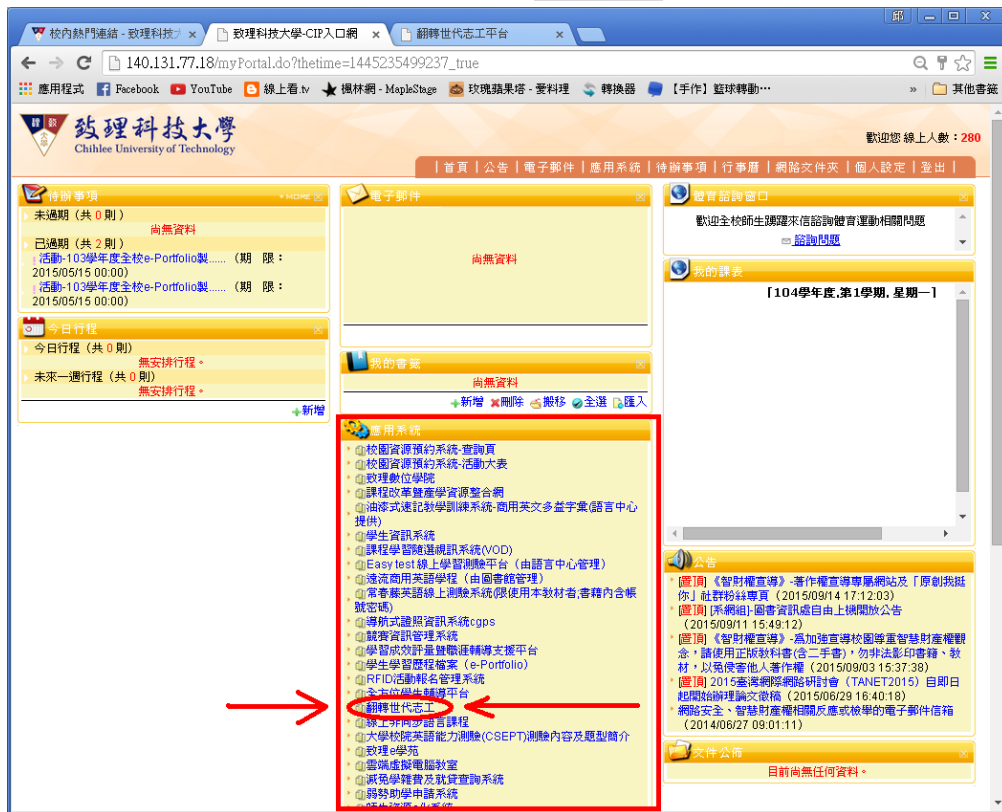 邱
校內熱門連結 - 致理科技大
致理科技大學-CIP入口網
翻轉世代志工平台
140.131.77.18/myPortal.do?thetime=1445235499237_true
應用程式 Facebook YouTube 線上看.tv 楓林網 - MapleStage 玫瑰蘋果塔 - 愛料理 轉換器 【手作】籃球轉動… » 其他書籤
致理科技大學
Chihlee University of Technology
歡迎您 線上人數：280
| 首頁 | 公告 | 電子郵件 | 應用系統 | 待辦事項 | 行事曆 | 網路文件夾 | 個人設定 | 登出 |
待辦事項 +MORE
未過期（共 0 則）
尚無資料
已過期（共 2 則）
活動-103學年度全校e-Portfolio製...... （期 限：
2015/05/15 00:00)
活動-103學年度全校e-Portfolio製...... （期 限：
2015/05/15 00:00)
今日行程
今日行程（共 0 則)
無安排行程。
未來一週行程（共 0 則)
無安排行程。
+新增
電子郵件
尚無資料
我的書籤
尚無資料
+新增 刪除 搬移 全選 匯入
應用系統
校園資源預約系統-查詢頁
校園資源預約系統-活動大表
致理數位學院
課程改革暨產學資源整合網
油漆式速記教學訓練系統-商用英文多益字彙(語言中心
提供)
學生資訊系統
課程學習隨選視訊系統(VOD)
Easy test 線上學習測驗平台（由語言中心管理）
遠流商用英語學程（由圖書館管理）
常春藤英語線上測驗系統(限使用本教材者;書籍內含帳
號密碼)
導航式證照資訊系統cgps
競賽資訊管理系統
學習成效評量暨職涯輔導支援平台
學生學習歷程檔案（e-Portfolio）
RFID活動報名管理系統
全方位學生輔導平台
翻轉世代志工
線上非同步語言課程
大學校院英語能力測驗(CSEPT)測驗內容及題型簡介
致理e學苑
雲端虛擬電腦教室
減免學雜費及就貸查詢系統
弱勢助學申請系統
體育諮詢窗口
歡迎全校師生踴躍來信諮詢體育運動相關問題
諮詢問題
我的課表
「104學年度,第1學期, 星期一」
公告
[置頂]《智財權宣導》-著作權宣導專屬網站及「原創我挺
你」社群粉絲專頁（2015/09/14 17:12:03)
[置頂] [系網組]-圖書資訊處自由上機開放公告
（2015/09/11 15:49:12)
[置頂]《智財權宣導》-為加強宣導校園尊重智慧財產權觀
念，請使用正版教科書(含二手書)，勿非法影印書籍、教
材，以免侵害他人著作權（2015/09/03 15:37:38)
[置頂] 2015臺灣網際網路研討會（TANET2015）自即日
起開始辦理論文徵稿（2015/06/29 16:40:18)
網路安全、智慧財產權相關反應或檢舉的電子郵件信箱
（2014/06/27 09:01:11)
文件公佈
目前尚無任何資料。